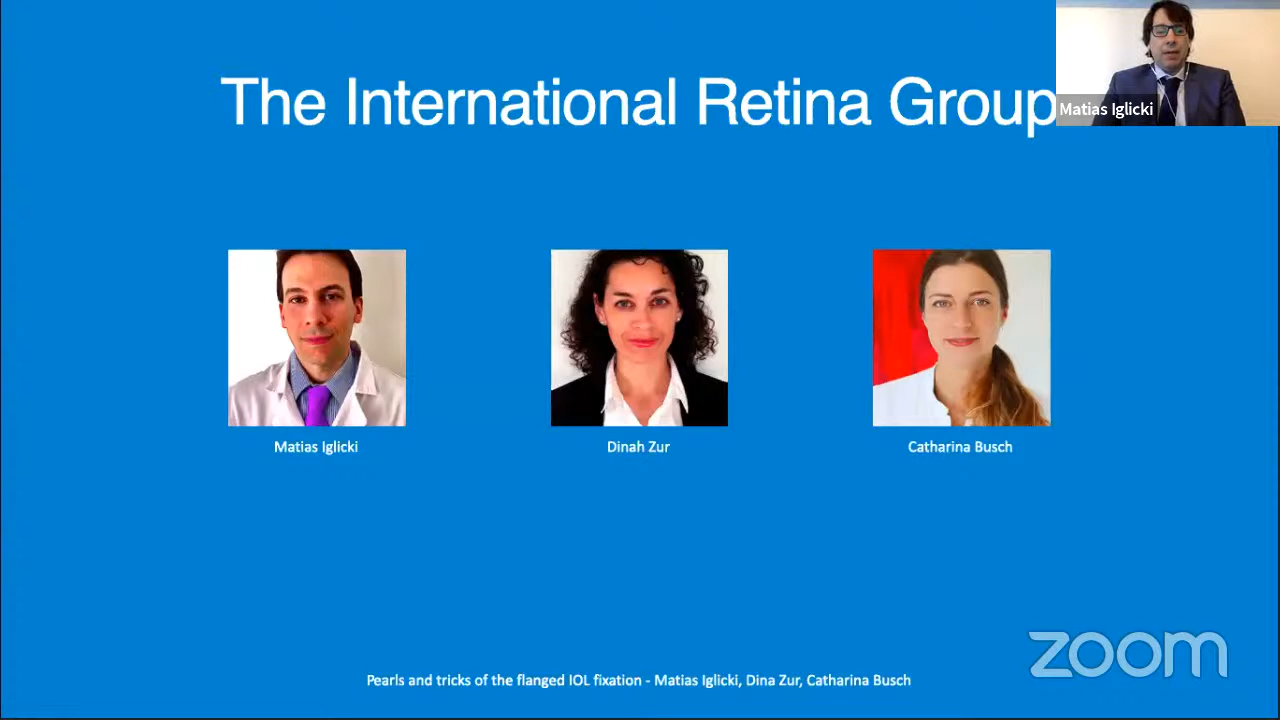 The International Retina Group
Matias Iglicki
Matias Iglicki
Dinah Zur
Catharina Busch
zoom
Pearls and tricks of the flanged IOL fixation - Matias Iglicki, Dina Zur, Catharina Busch